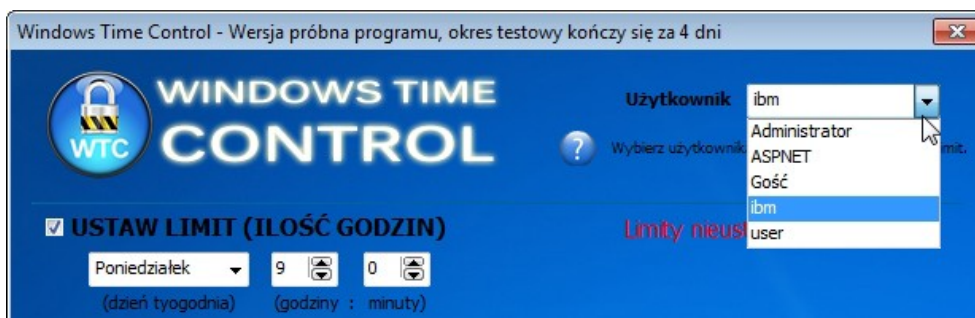 Windows Time Control - Wersja próbna programu, okres testowy kończy się za 4 dni
WTC
WINDOWS TIME
CONTROL
Użytkownik ibm
? Wybierz użytkownik mit.
Administrator
ASPNET
Gość
ibm
user
USTAW LIMIT (ILOŚĆ GODZIN)
Limity nieus
Poniedziałek 9 0
(dzień tyogodnia) (godziny : minuty)